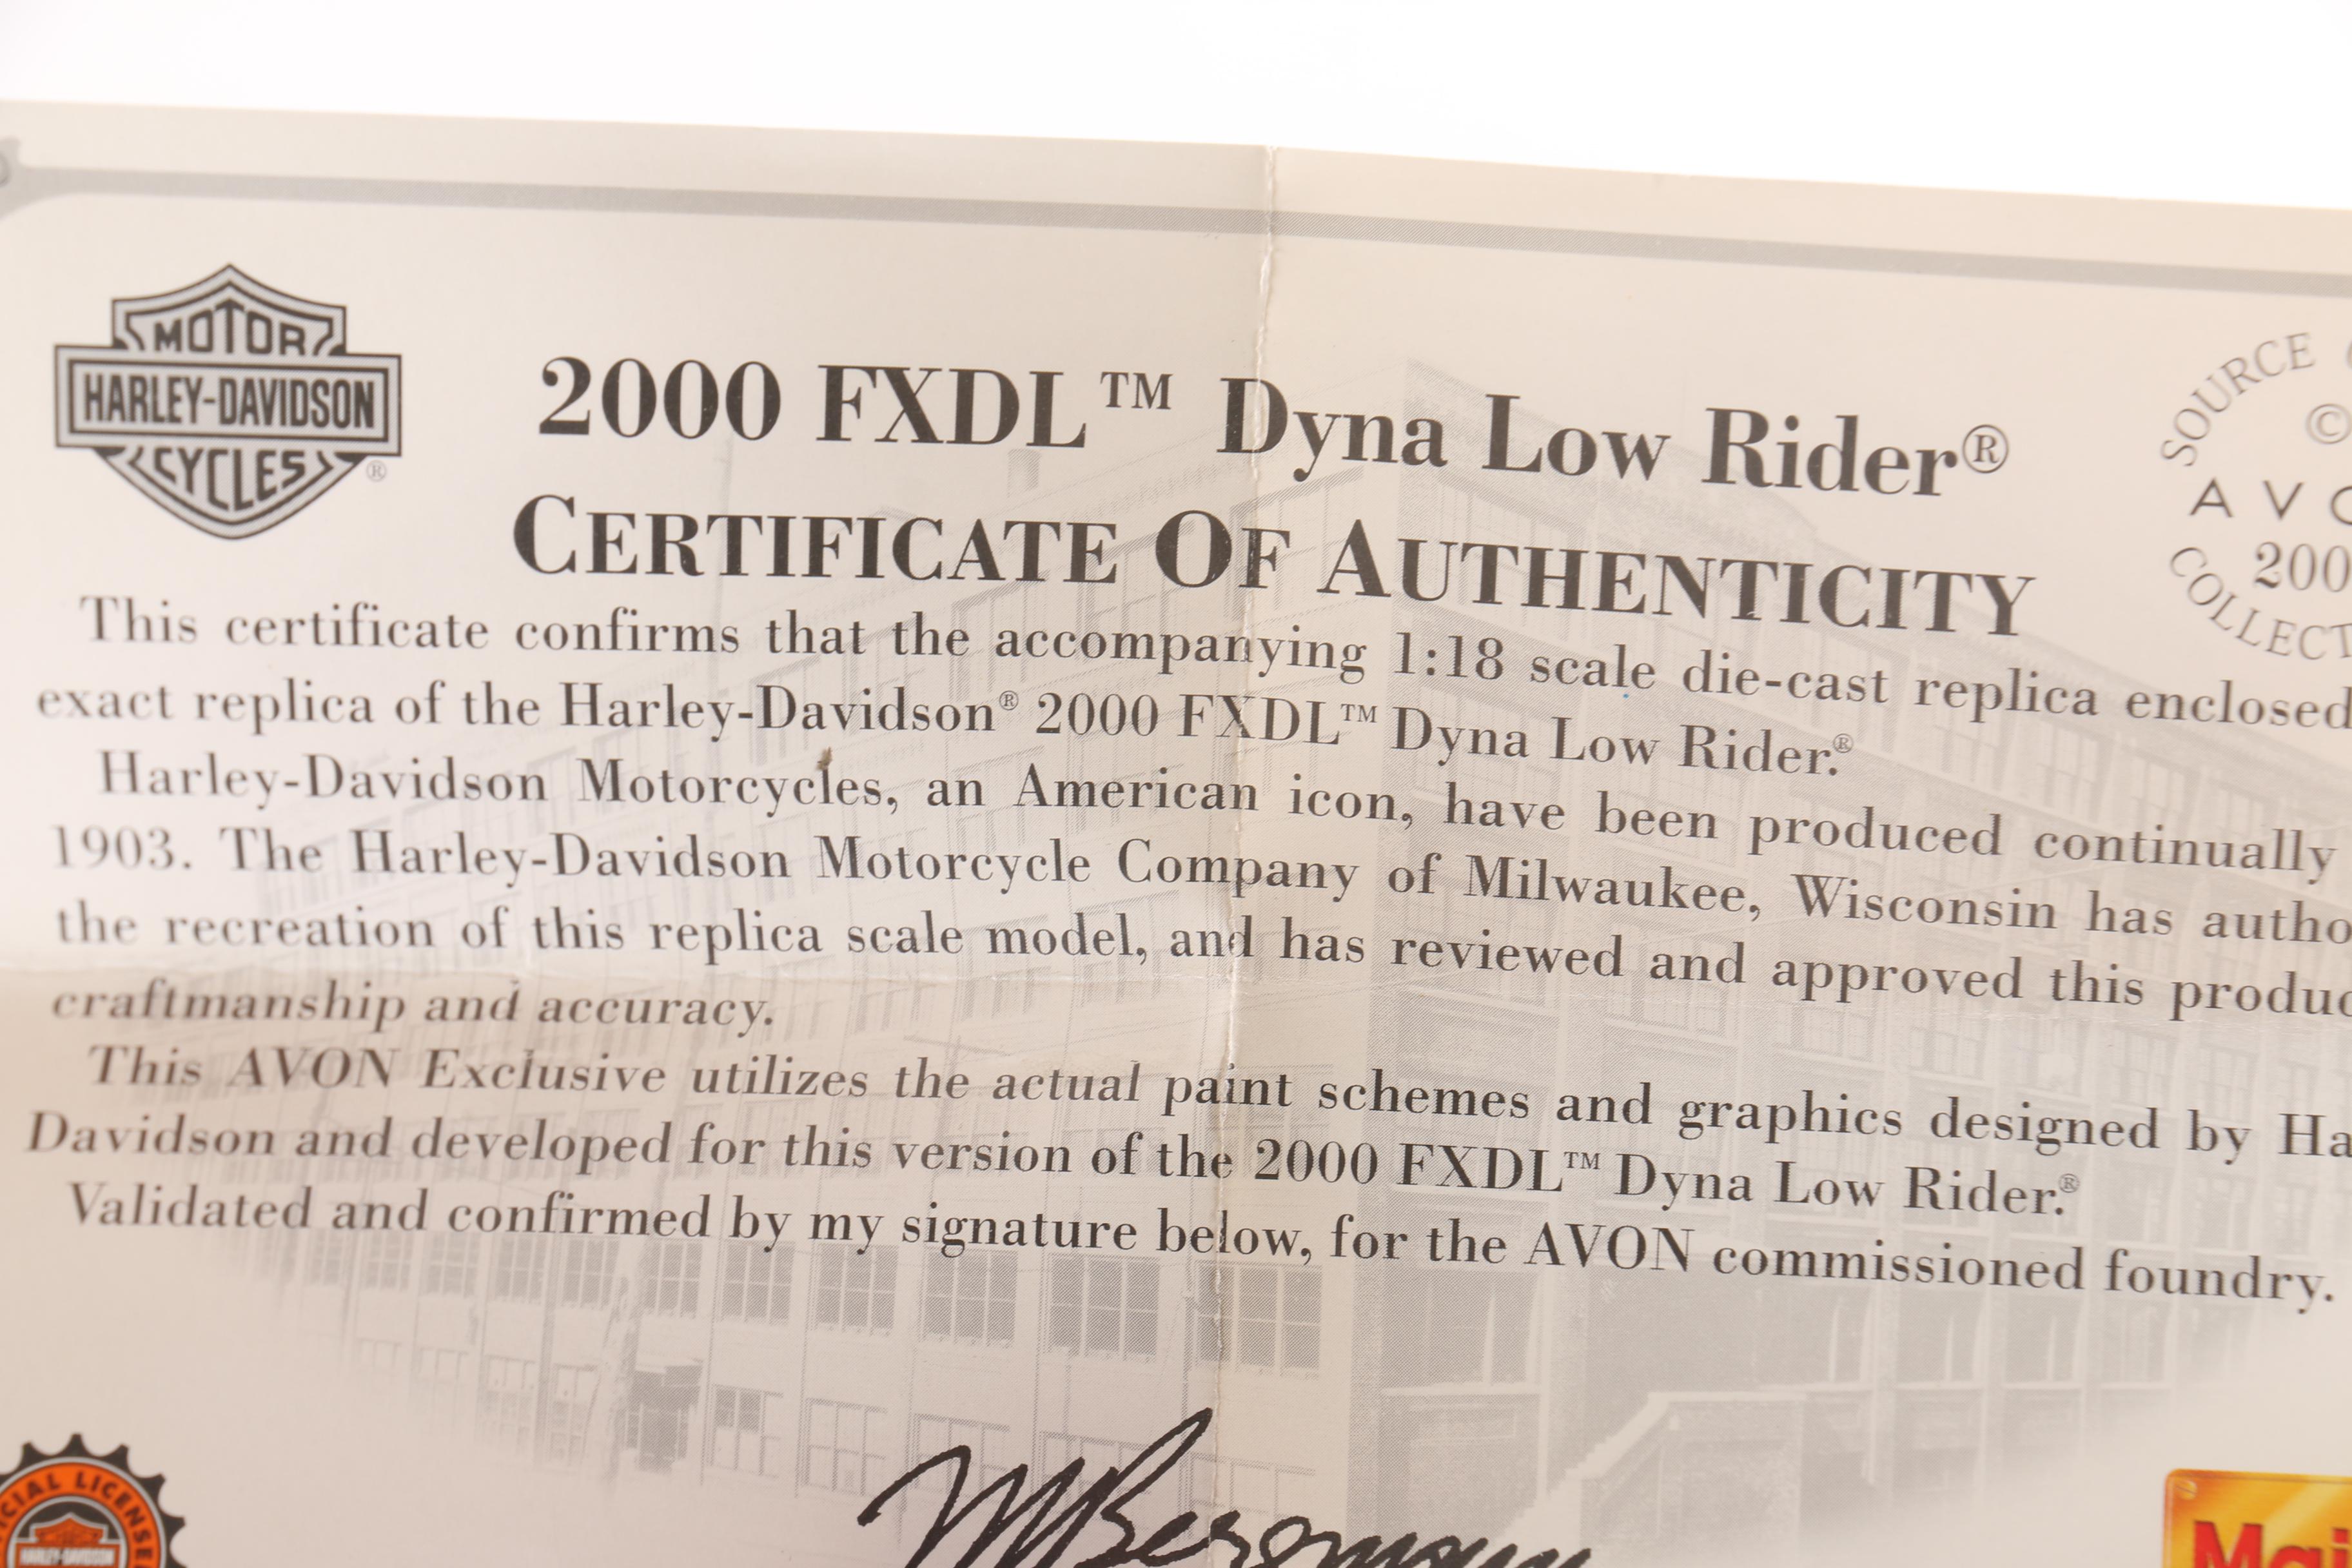 MOTOR
HARLEY-DAVIDSON
CYCLES®
2000 FXDL™ Dyna Low Rider®
CERTIFICATE OF AUTHENTICITY
SOURCE
©
AVO
200
COLLECT
This certificate confirms that the accompanying 1:18 scale die-cast replica enclosed
exact replica of the Harley-Davidson® 2000 FXDL™ Dyna Low Rider.®
Harley-Davidson Motorcycles, an American icon, have been produced continually
1903. The Harley-Davidson Motorcycle Company of Milwaukee, Wisconsin has autho
the recreation of this replica scale model, and has reviewed and approved this produc
craftmanship and accuracy.
This AVON Exclusive utilizes the actual paint schemes and graphics designed by Ha
Davidson and developed for this version of the 2000 FXDL™ Dyna Low Rider.®
Validated and confirmed by my signature below, for the AVON commissioned foundry.
MBergmann
CIAL LICENSE
HARLEY-DAVIDSON
Mai